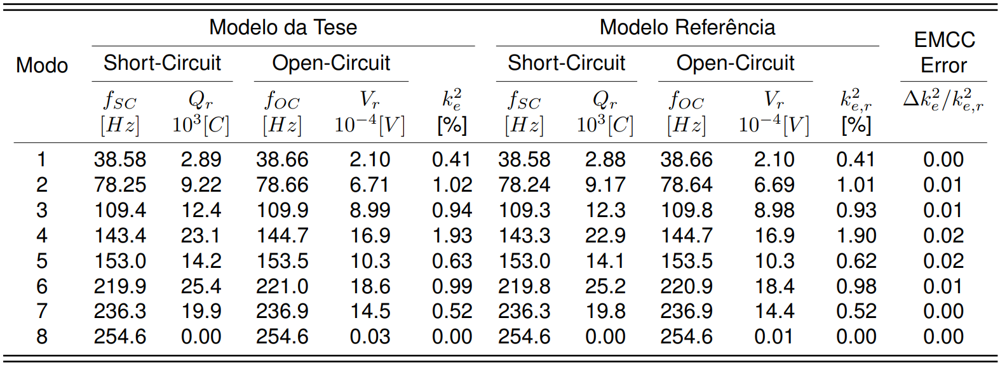 Modelo da Tese Modelo Referência
EMCC
Modo Short-Circuit Open-Circuit Short-Circuit Open-Circuit Error
f_SC Q_r f_OC V_r k_e^2 f_SC Q_r f_OC V_r k_{e,r}^2 Δk_e^2/k_{e,r}^2
[Hz] 10^3[C] [Hz] 10^−4[V] [%] [Hz] 10^3[C] [Hz] 10^−4[V] [%]
1 38.58 2.89 38.66 2.10 0.41 38.58 2.88 38.66 2.10 0.41 0.00
2 78.25 9.22 78.66 6.71 1.02 78.24 9.17 78.64 6.69 1.01 0.01
3 109.4 12.4 109.9 8.99 0.94 109.3 12.3 109.8 8.98 0.93 0.01
4 143.4 23.1 144.7 16.9 1.93 143.3 22.9 144.7 16.9 1.90 0.02
5 153.0 14.2 153.5 10.3 0.63 153.0 14.1 153.5 10.3 0.62 0.02
6 219.9 25.4 221.0 18.6 0.99 219.8 25.2 220.9 18.4 0.98 0.01
7 236.3 19.9 236.9 14.5 0.52 236.3 19.8 236.9 14.4 0.52 0.00
8 254.6 0.00 254.6 0.03 0.00 254.6 0.00 254.6 0.01 0.00 0.00